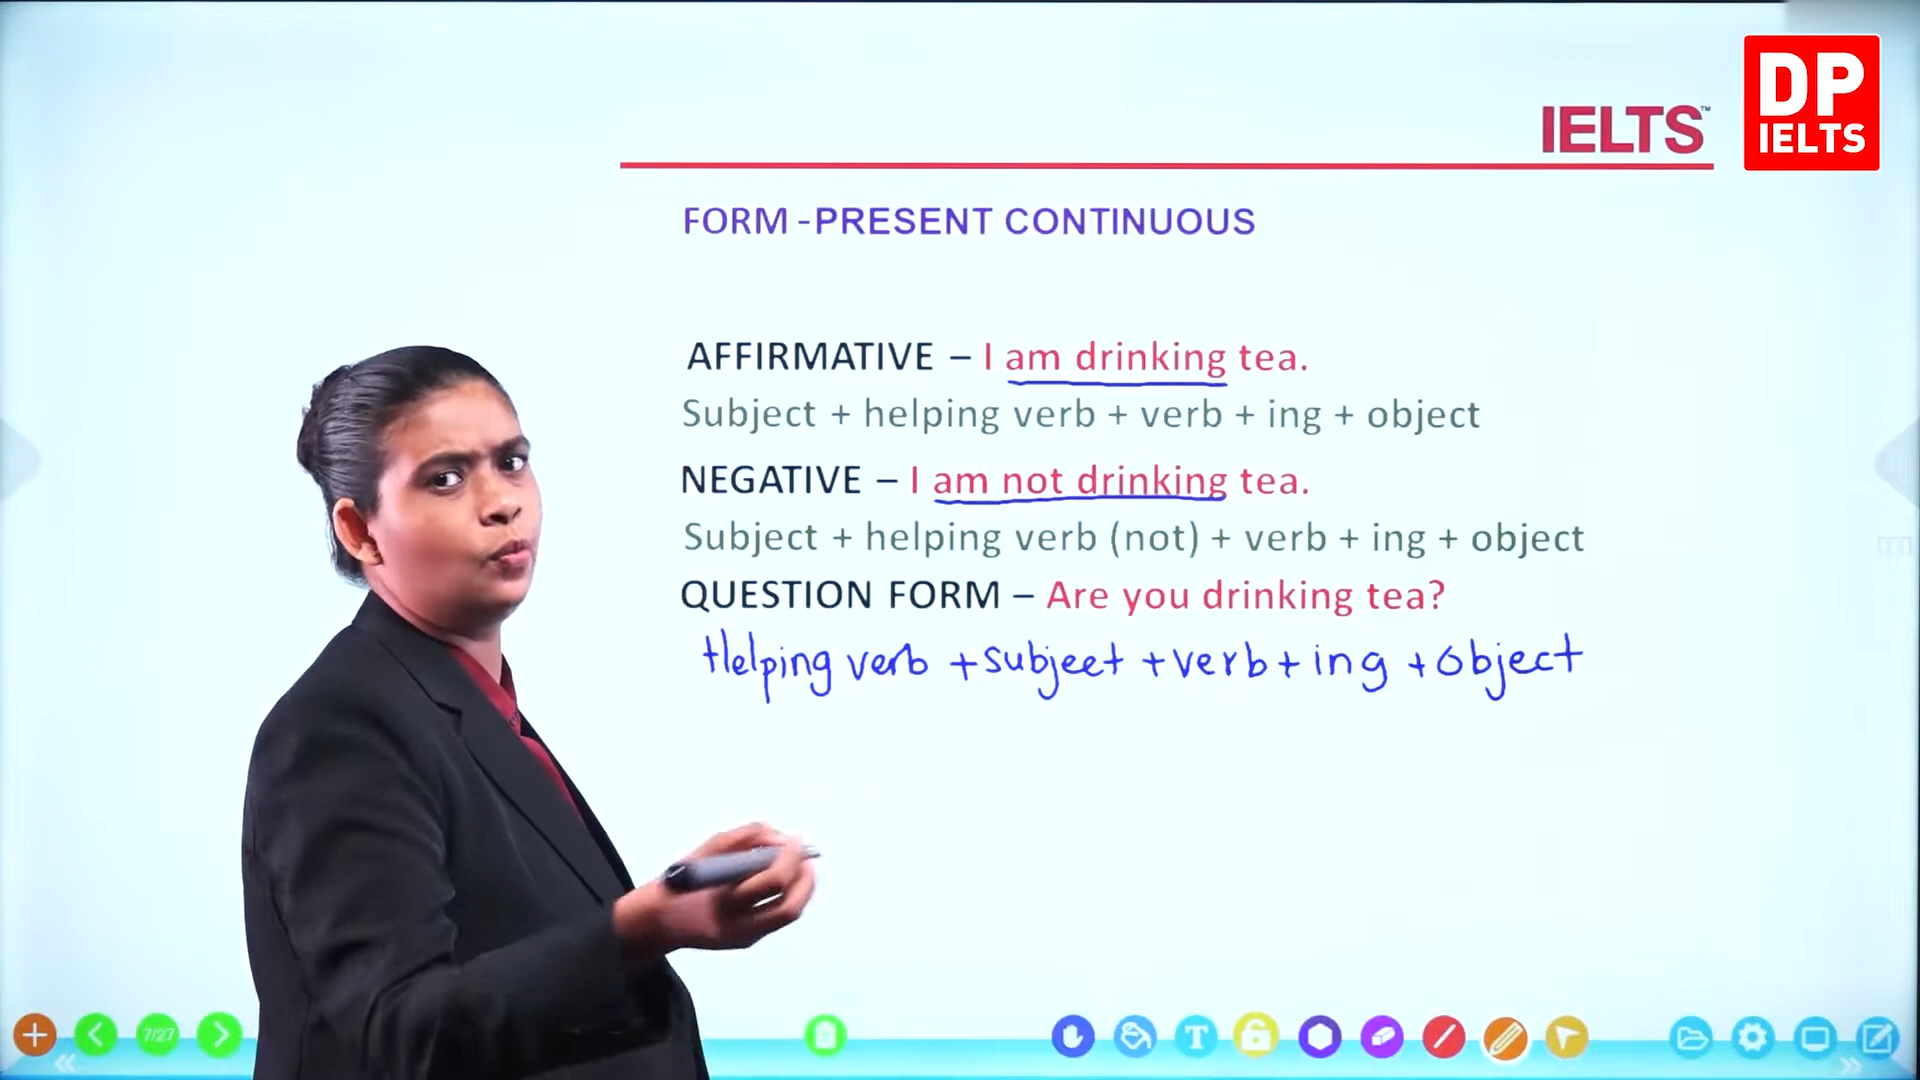 DP
IELTS
IELTS™
FORM -PRESENT CONTINUOUS
AFFIRMATIVE – I am drinking tea.
Subject + helping verb + verb + ing + object
NEGATIVE – I am not drinking tea.
Subject + helping verb (not) + verb + ing + object
QUESTION FORM – Are you drinking tea?
Helping verb + subject + verb + ing + object
7/27
T